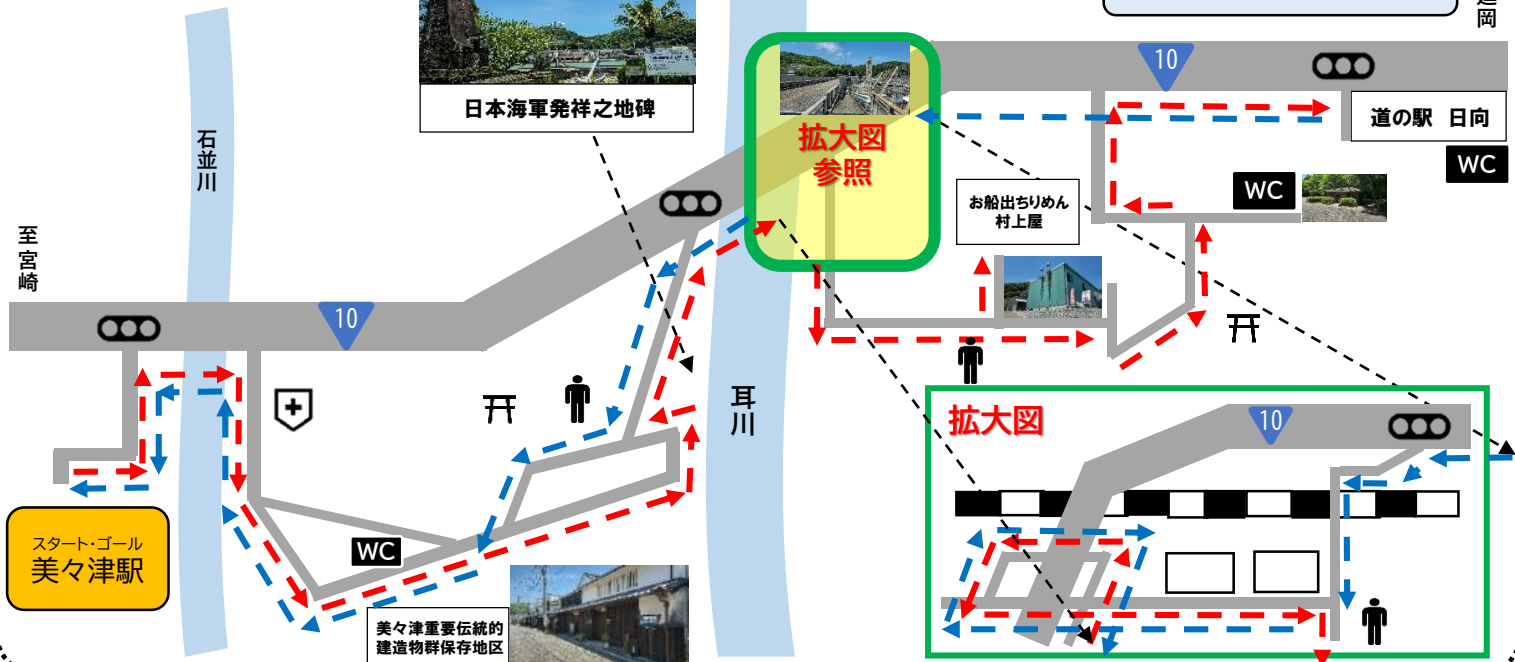 延岡
日本海軍発祥之地碑
10
道の駅 日向
WC
拡大図
参照
石並川
WC
お船出ちりめん
村上屋
至宮崎
10
耳川
拡大図
10
スタート・ゴール
美々津駅
WC
美々津重要伝統的
建造物群保存地区